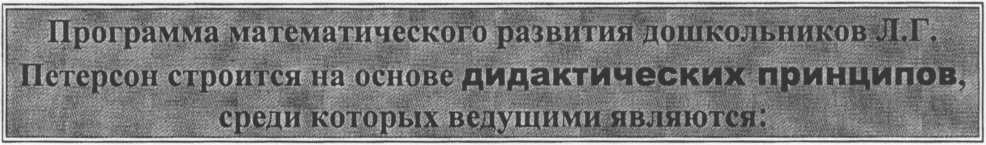 Программа математического развития дошкольников Л.Г.
Петерсон строится на основе дидактических принципов,
среди которых ведущими являются: